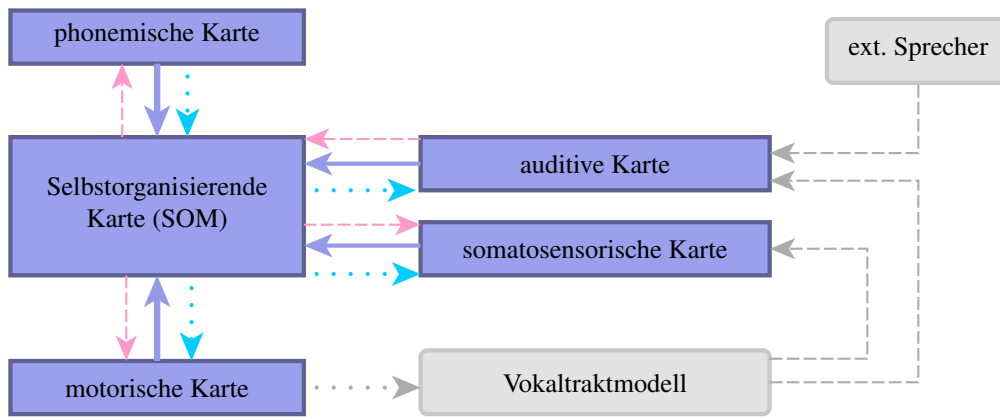 phonemische Karte
ext. Sprecher
auditive Karte
Selbstorganisierende
Karte (SOM)
somatosensorische Karte
motorische Karte
Vokaltraktmodell